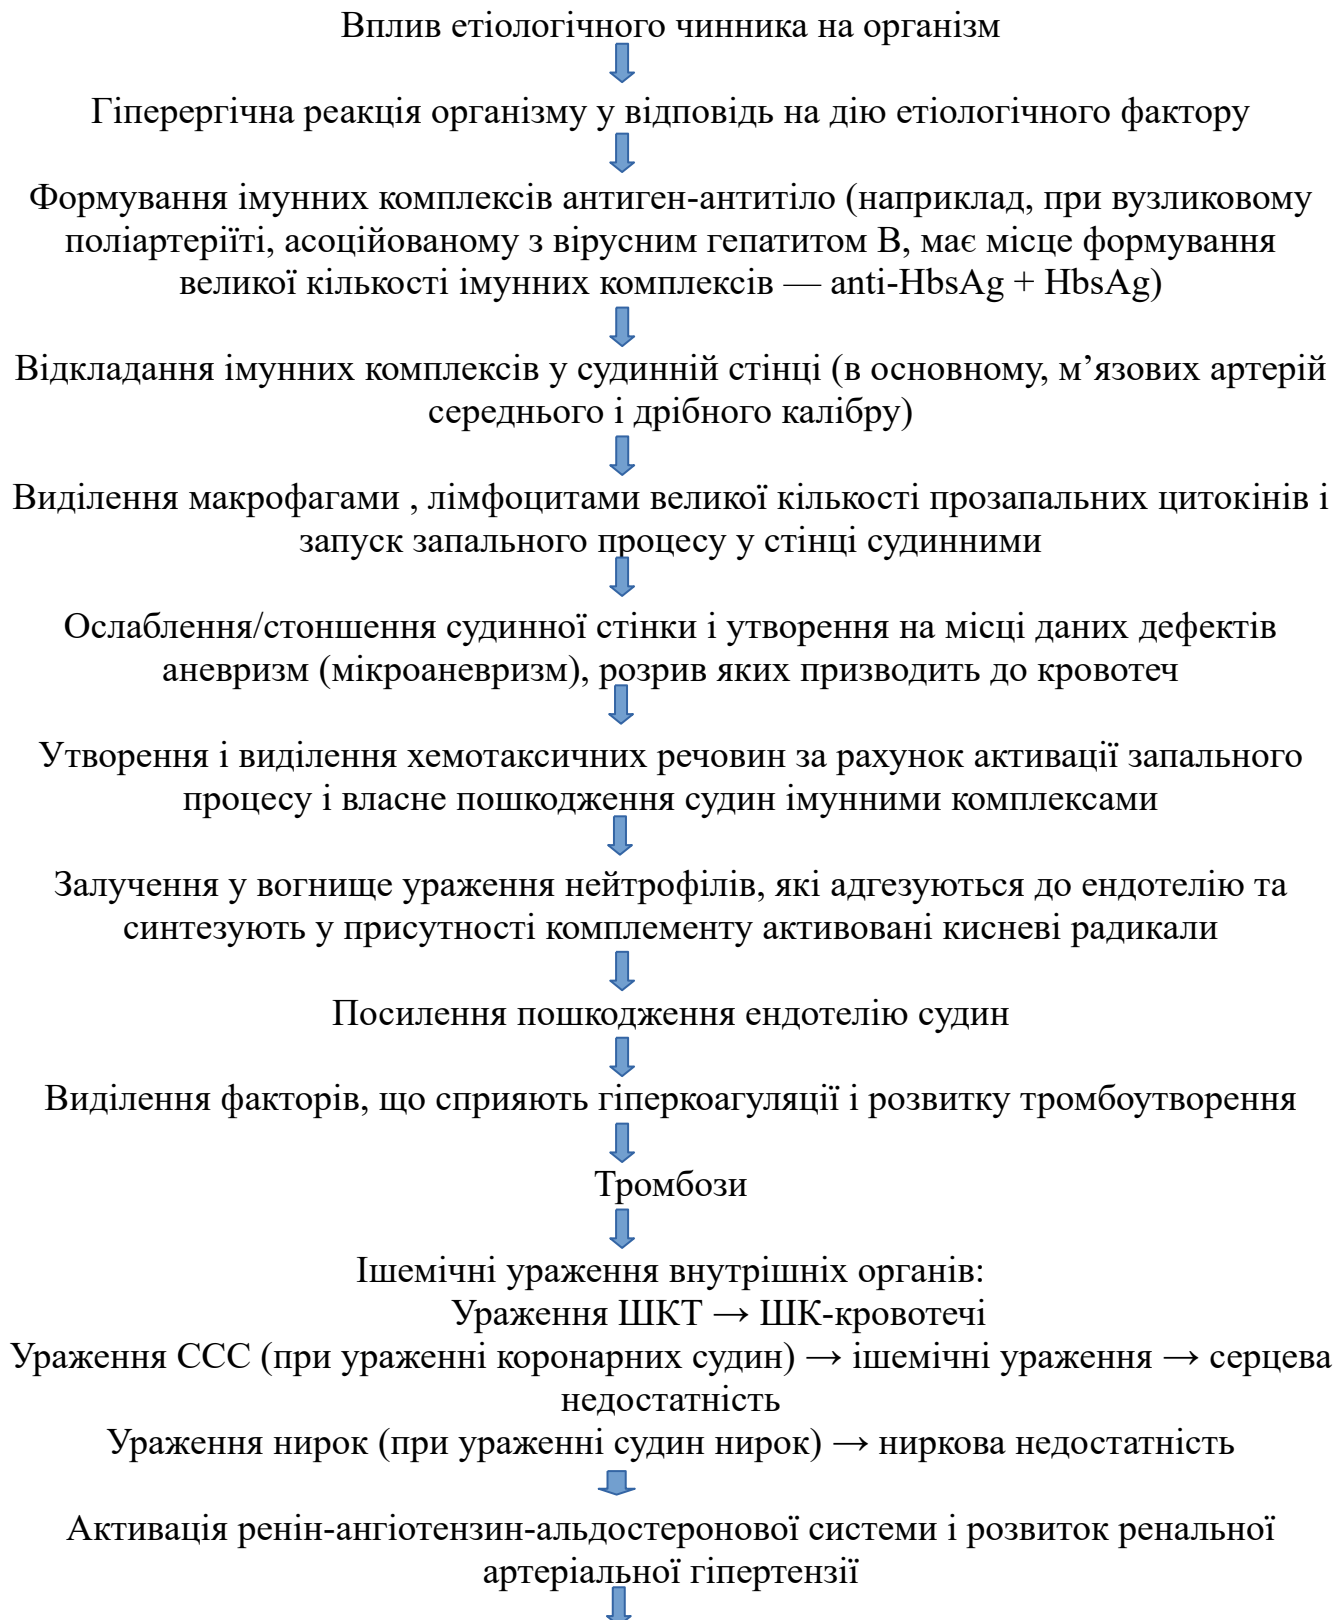 Вплив етіологічного чинника на організм
Гіперергічна реакція організму у відповідь на дію етіологічного фактору
Формування імунних комплексів антиген-антитіло (наприклад, при вузликовому
поліартеріїті, асоційованому з вірусним гепатитом В, має місце формування
великої кількості імунних комплексів — anti-HbsAg + HbsAg)
Відкладання імунних комплексів у судинній стінці (в основному, м’язових артерій
середнього і дрібного калібру)
Виділення макрофагами , лімфоцитами великої кількості прозапальних цитокінів і
запуск запального процесу у стінці судинними
Ослаблення/стоншення судинної стінки і утворення на місці даних дефектів
аневризм (мікроаневризм), розрив яких призводить до кровотеч
Утворення і виділення хемотаксичних речовин за рахунок активації запального
процесу і власне пошкодження судин імунними комплексами
Залучення у вогнище ураження нейтрофілів, які адгезуються до ендотелію та
синтезують у присутності комплементу активовані кисневі радикали
Посилення пошкодження ендотелію судин
Виділення факторів, що сприяють гіперкоагуляції і розвитку тромбоутворення
Тромбози
Ішемічні ураження внутрішніх органів:
Ураження ШКТ → ШК-кровотечі
Ураження ССС (при ураженні коронарних судин) → ішемічні ураження → серцева
недостатність
Ураження нирок (при ураженні судин нирок) → ниркова недостатність
Активація ренін-ангіотензин-альдостеронової системи і розвиток ренальної
артеріальної гіпертензії